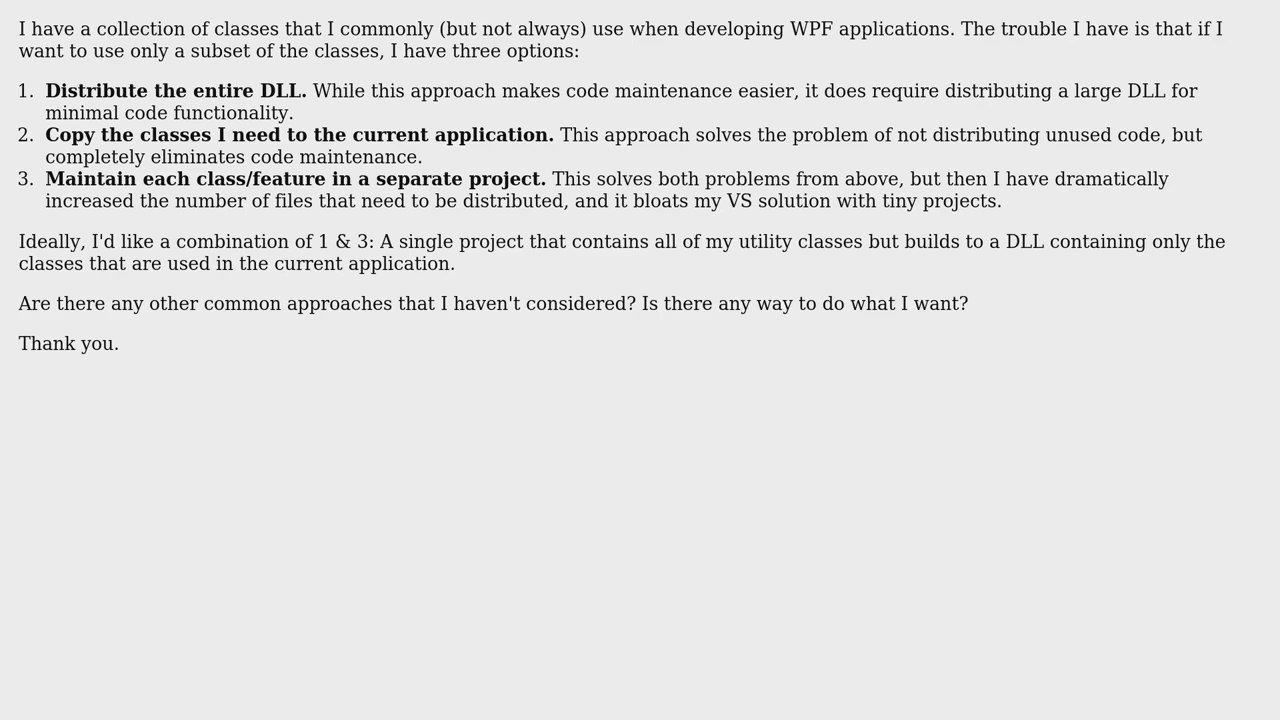 I have a collection of classes that I commonly (but not always) use when developing WPF applications. The trouble I have is that if I
want to use only a subset of the classes, I have three options:
1. Distribute the entire DLL. While this approach makes code maintenance easier, it does require distributing a large DLL for
minimal code functionality.
2. Copy the classes I need to the current application. This approach solves the problem of not distributing unused code, but
completely eliminates code maintenance.
3. Maintain each class/feature in a separate project. This solves both problems from above, but then I have dramatically
increased the number of files that need to be distributed, and it bloats my VS solution with tiny projects.
Ideally, I'd like a combination of 1 & 3: A single project that contains all of my utility classes but builds to a DLL containing only the
classes that are used in the current application.
Are there any other common approaches that I haven't considered? Is there any way to do what I want?
Thank you.